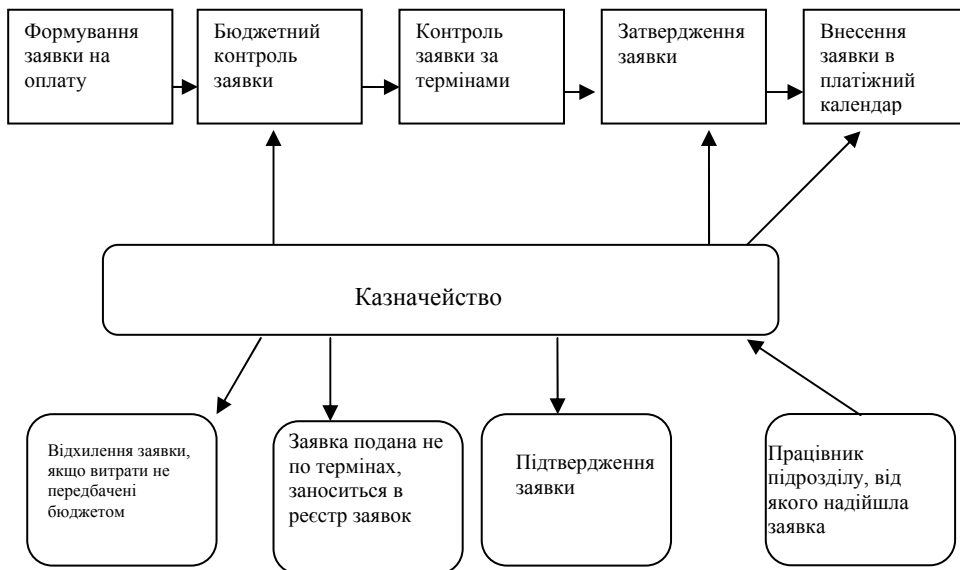 Формування
заявки на
оплату
Бюджетний
контроль
заявки
Контроль
заявки за
термінами
Затвердження
заявки
Внесення
заявки в
платіжний
календар
Казначейство
Відхилення заявки,
якщо витрати не
передбачені
бюджетом
Заявка подана не
по термінах,
заноситься в
реєстр заявок
Підтвердження
заявки
Працівник
підрозділу, від
якого надійшла
заявка